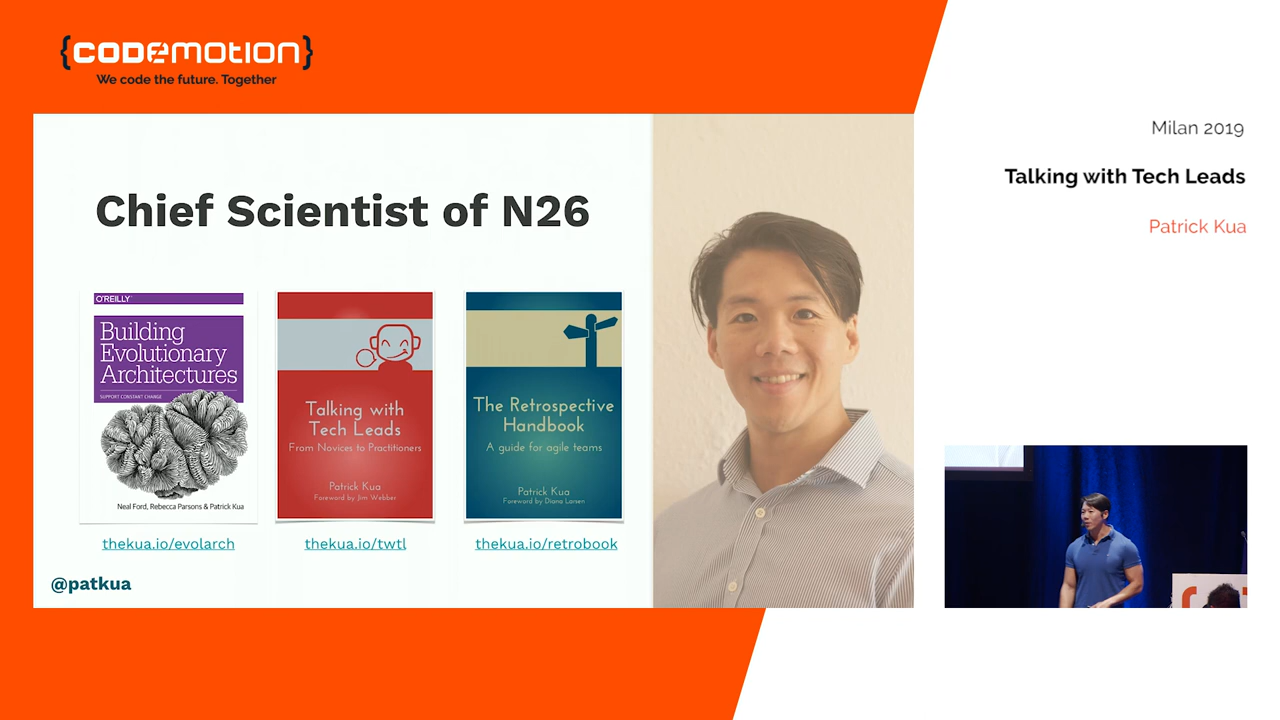 {CODEMOTION}
We code the future. Together
Milan 2019
Talking with Tech Leads
Patrick Kua
Chief Scientist of N26
O'REILLY
Building
Evolutionary
Architectures
SUPPORT CONSTANT CHANGE
Neal Ford, Rebecca Parsons & Patrick Kua
thekua.io/evolarch
Talking with
Tech Leads
From Novices to Practitioners
Patrick Kua
Foreword by Jim Webber
thekua.io/twtl
The Retrospective
Handbook
A guide for agile teams
Patrick Kua
Foreword by Diana Larsen
thekua.io/retrobook
@patkua